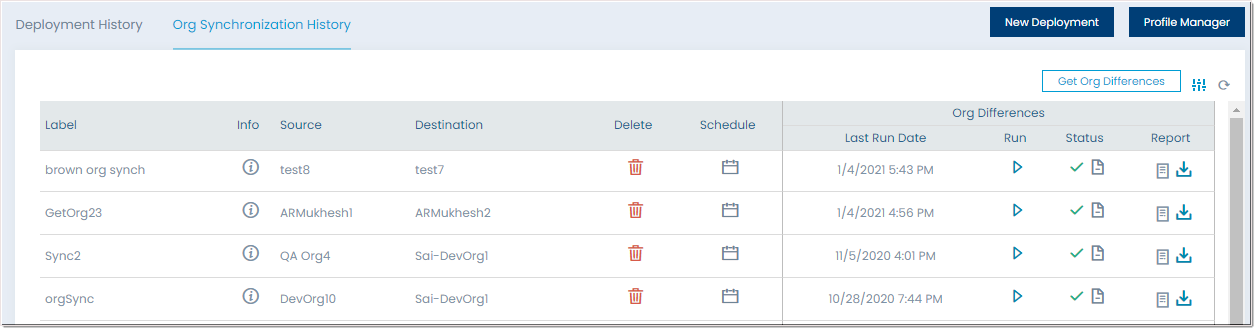 Deployment History Org Synchronization History New Deployment Profile Manager
Get Org Differences
Org Differences
Label Info Source Destination Delete Schedule Last Run Date Run Status Report
brown org synch test8 test7 1/4/2021 5:43 PM
GetOrg23 ARMukhesh1 ARMukhesh2 1/4/2021 4:56 PM
Sync2 QA Org4 Sai-DevOrg1 11/5/2020 4:01 PM
orgSync DevOrg10 Sai-DevOrg1 10/28/2020 7:44 PM